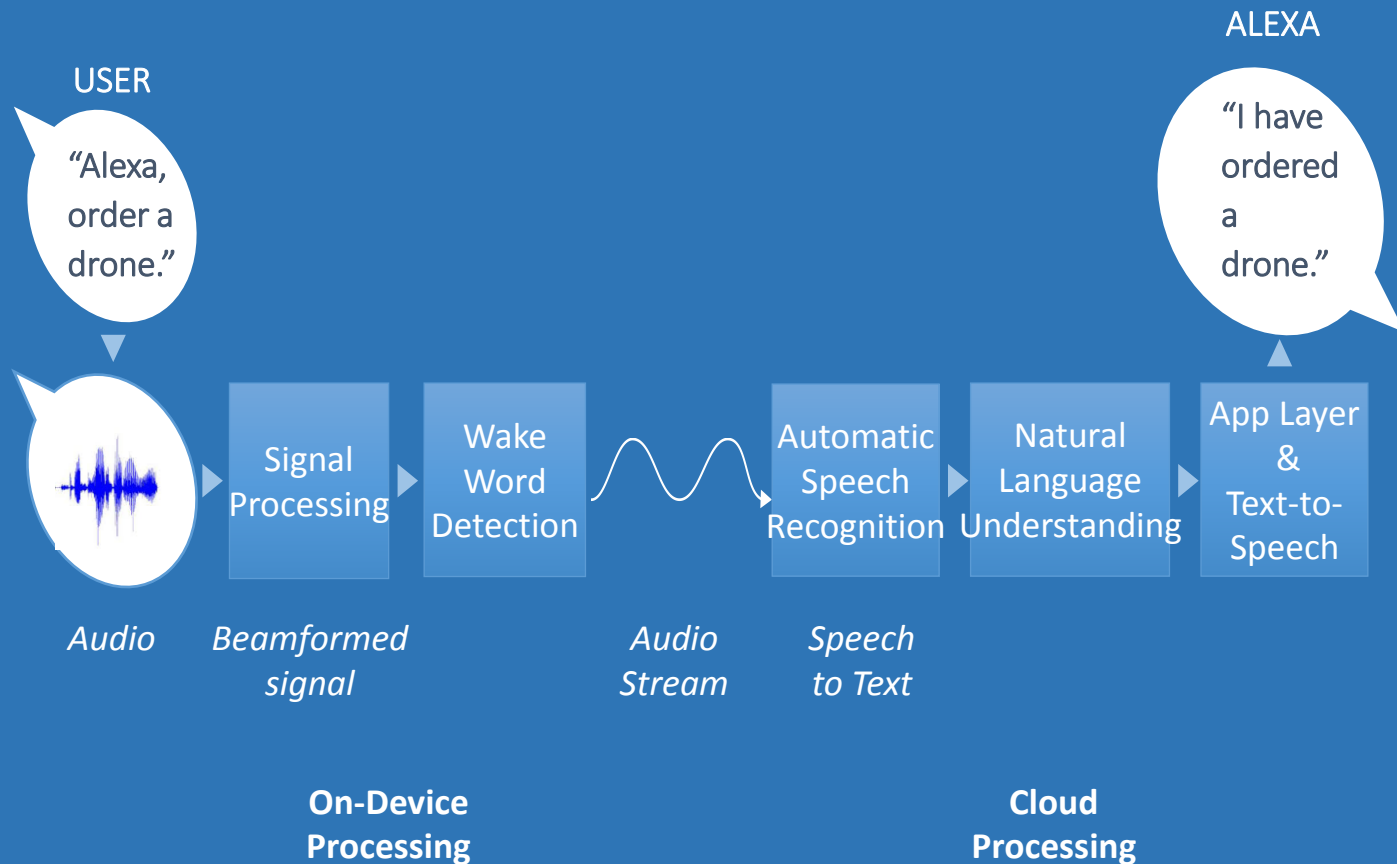 ALEXA
USER
“Alexa,
order a
drone.”
“I have
ordered
a
drone.”
Signal
Processing
Wake
Word
Detection
Automatic
Speech
Recognition
Natural
Language
Understanding
App Layer
&
Text-to-
Speech
Audio
Beamformed
signal
Audio
Stream
Speech
to Text
On-Device
Processing
Cloud
Processing